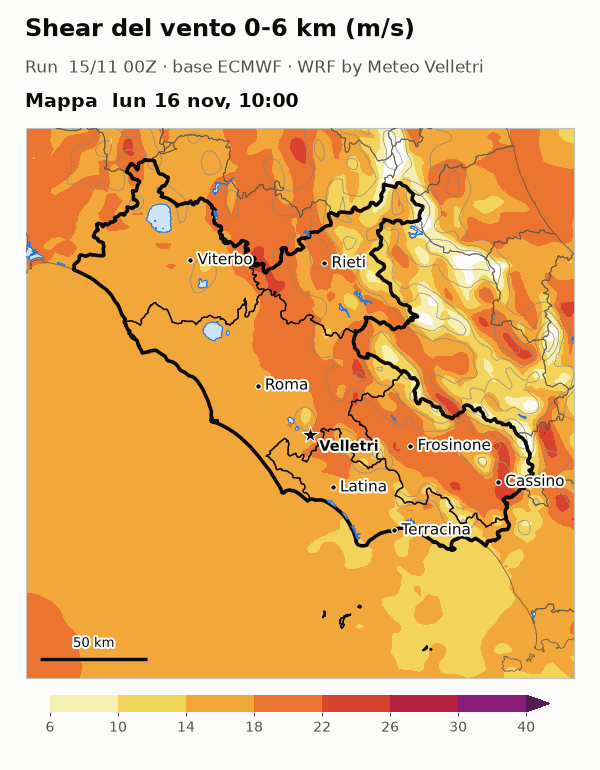 Shear del vento 0-6 km (m/s)
Run  15/11 00Z · base ECMWF · WRF by Meteo Velletri
Mappa  lun 16 nov, 10:00
Viterbo
Rieti
Roma
Velletri
Frosinone
Cassino
Latina
Terracina
50 km
6 10 14 18 22 26 30 40